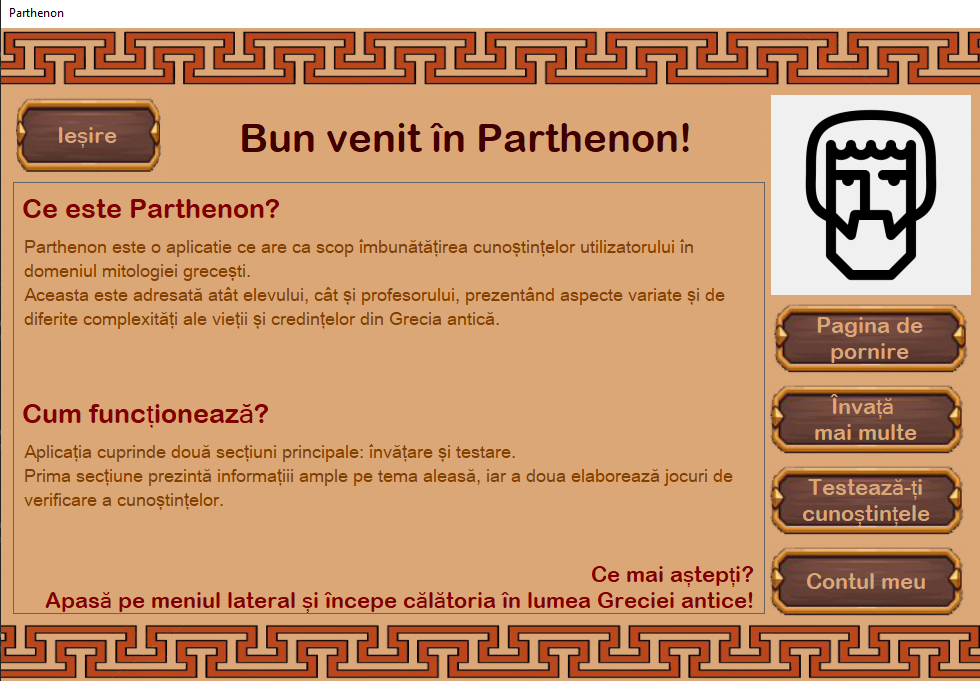 Parthenon
Ieșire
Bun venit în Parthenon!
Ce este Parthenon?
Parthenon este o aplicatie ce are ca scop îmbunătățirea cunoștințelor utilizatorului în
domeniul mitologiei grecești.
Aceasta este adresată atât elevului, cât și profesorului, prezentând aspecte variate și de
diferite complexități ale vieții și credințelor din Grecia antică.
Cum funcționează?
Aplicația cuprinde două secțiuni principale: învățare și testare.
Prima secțiune prezintă informațiii ample pe tema aleasă, iar a doua elaborează jocuri de
verificare a cunoștințelor.
Ce mai aștepți?
Apasă pe meniul lateral și începe călătoria în lumea Greciei antice!
Pagina de
pornire
Învață
mai multe
Testează-ți
cunoștințele
Contul meu